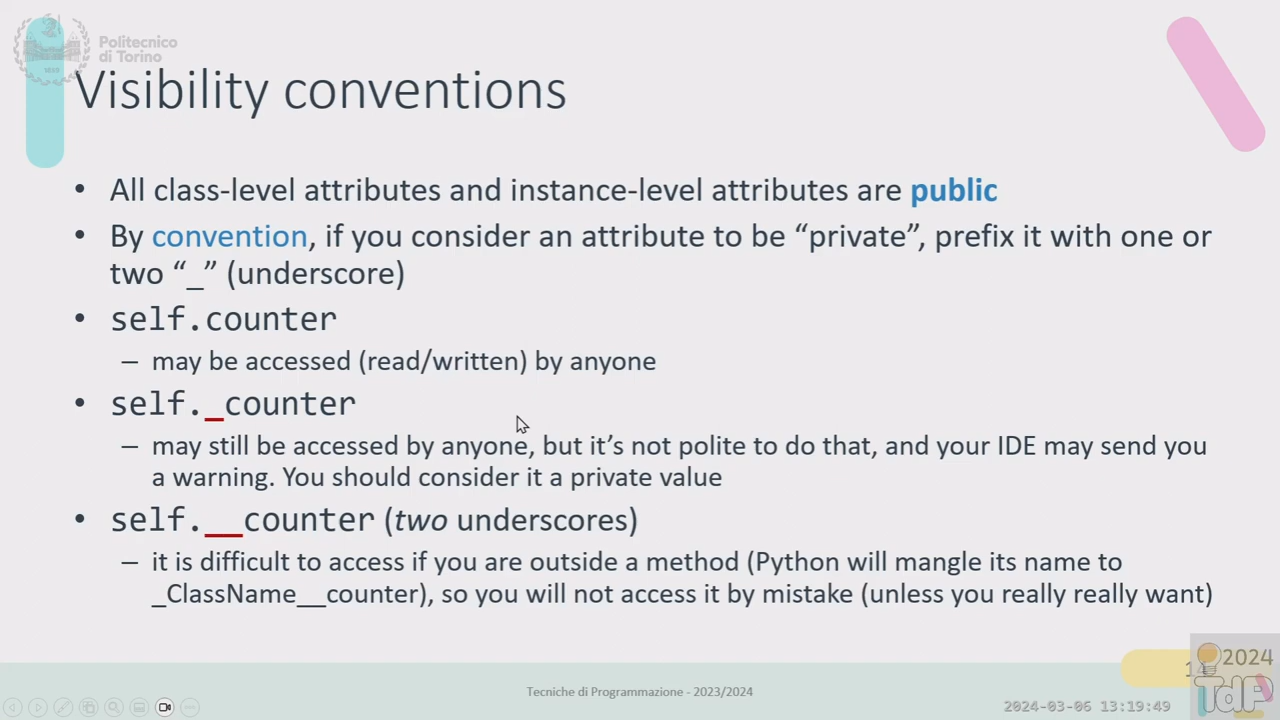 Politecnico
di Torino
Visibility conventions
• All class-level attributes and instance-level attributes are public
• By convention, if you consider an attribute to be “private”, prefix it with one or
two “_” (underscore)
• self.counter
– may be accessed (read/written) by anyone
• self._counter
– may still be accessed by anyone, but it’s not polite to do that, and your IDE may send you
a warning. You should consider it a private value
• self.__counter (two underscores)
– it is difficult to access if you are outside a method (Python will mangle its name to
_ClassName__counter), so you will not access it by mistake (unless you really really want)
Tecniche di Programmazione - 2023/2024
2024
TdP
2024-03-06 13:19:49